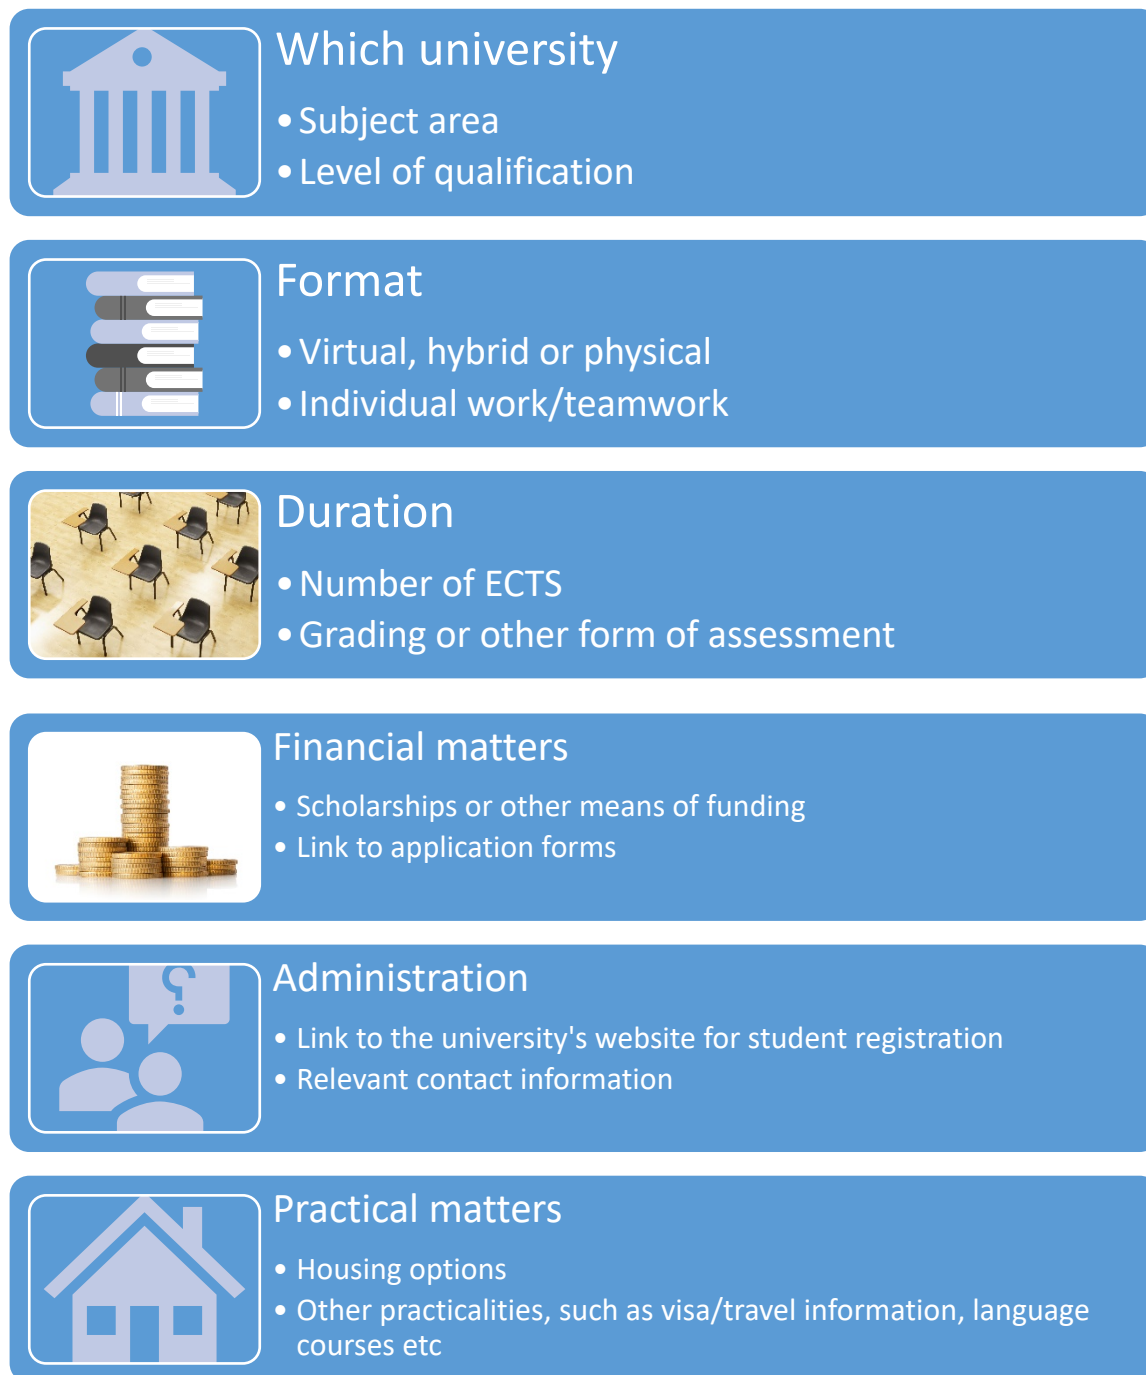 Which university
• Subject area
• Level of qualification
Format
• Virtual, hybrid or physical
• Individual work/teamwork
Duration
• Number of ECTS
• Grading or other form of assessment
Financial matters
• Scholarships or other means of funding
• Link to application forms
Administration
• Link to the university's website for student registration
• Relevant contact information
Practical matters
• Housing options
• Other practicalities, such as visa/travel information, language
courses etc